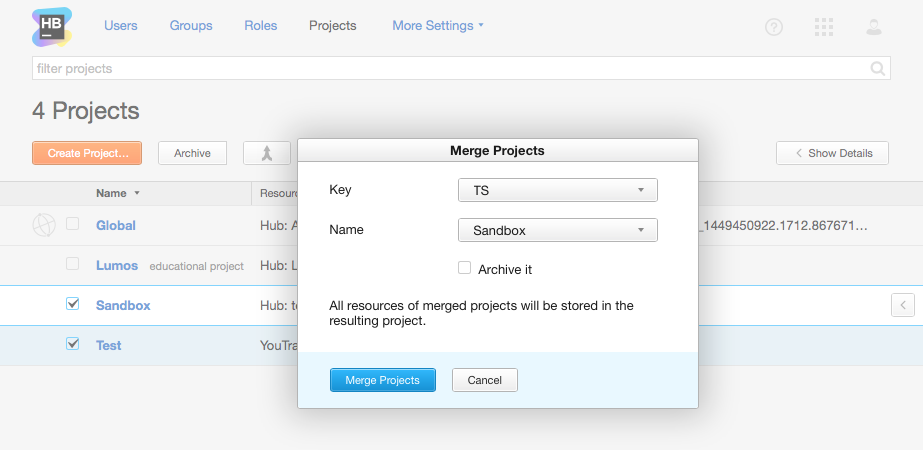 HB
Users Groups Roles Projects More Settings
filter projects
4 Projects
Create Project... Archive Show Details
Merge Projects
Key TS
Name Sandbox
Archive it
All resources of merged projects will be stored in the
resulting project.
Merge Projects Cancel
Name
Global Hub: _1449450922.1712.867671...
Lumos educational project Hub:
Sandbox Hub:
Test